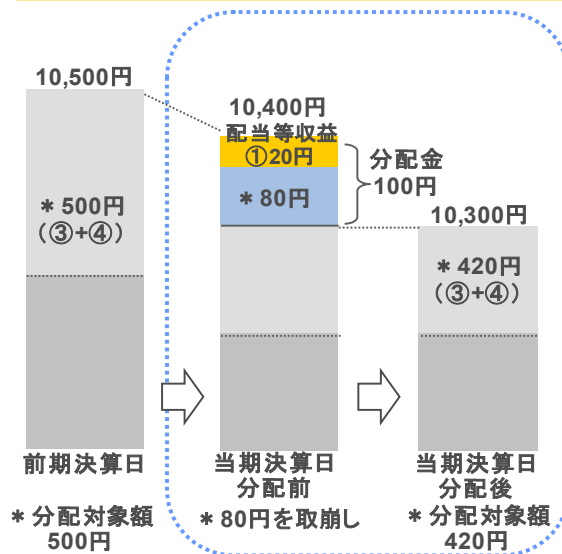 10,500円
＊500円
（③+④）
前期決算日
＊分配対象額
500円
10,400円
配当等収益
①20円
＊80円
分配金
100円
当期決算日
分配前
＊80円を取崩し
10,300円
＊420円
（③+④）
当期決算日
分配後
＊分配対象額
420円